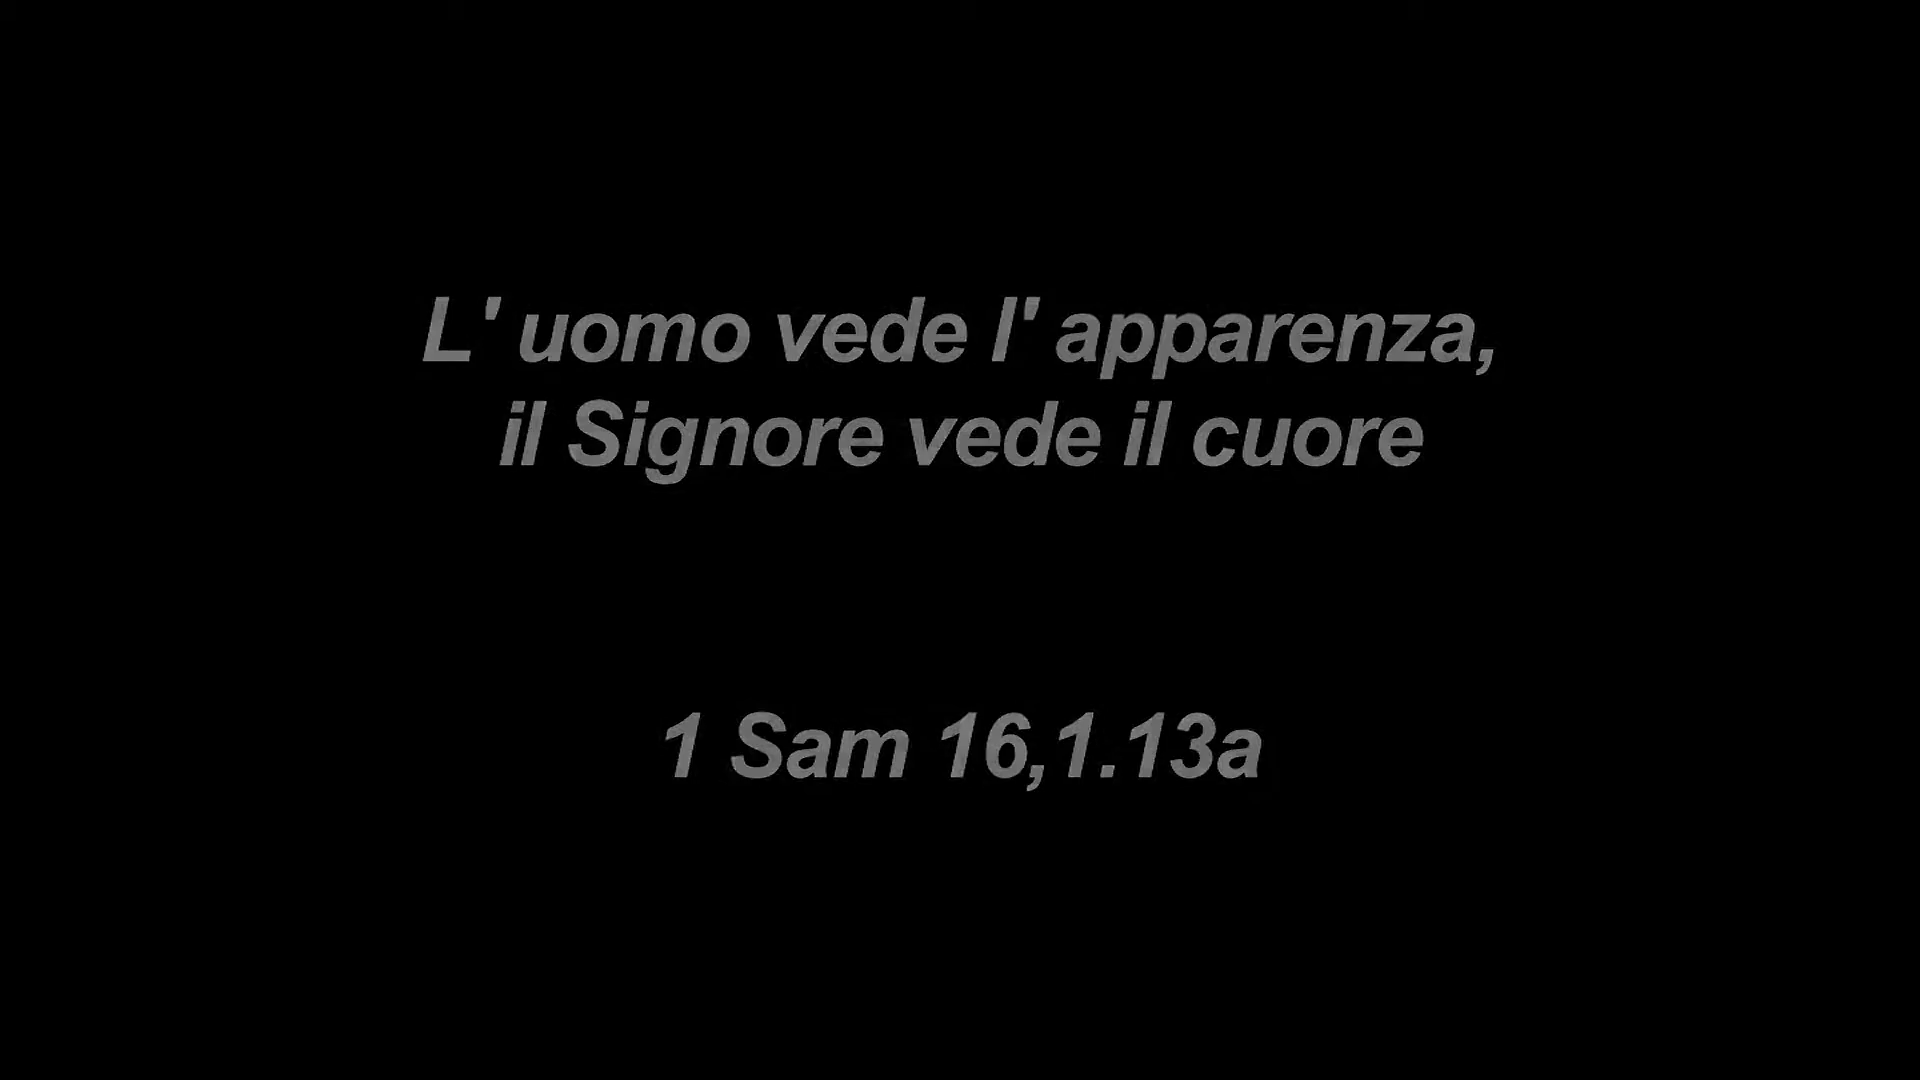 L' uomo vede l' apparenza,
il Signore vede il cuore
1 Sam 16,1.13a